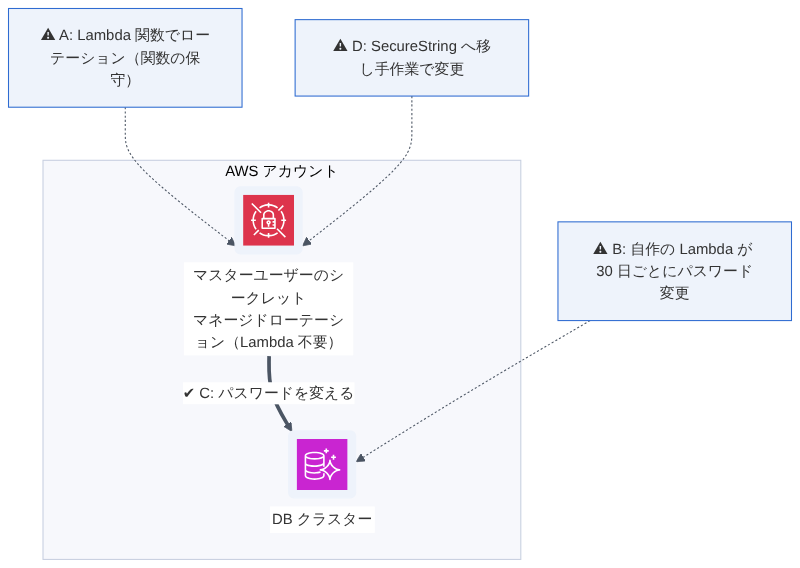 ⚠ A: Lambda 関数でロー
テーション（関数の保
守）
⚠ D: SecureString へ移
し手作業で変更
AWS アカウント
⚠ B: 自作の Lambda が
30 日ごとにパスワード
変更
マスターユーザーのシ
ークレット
マネージドローテーシ
ョン（Lambda 不要）
✔ C: パスワードを変える
DB クラスター